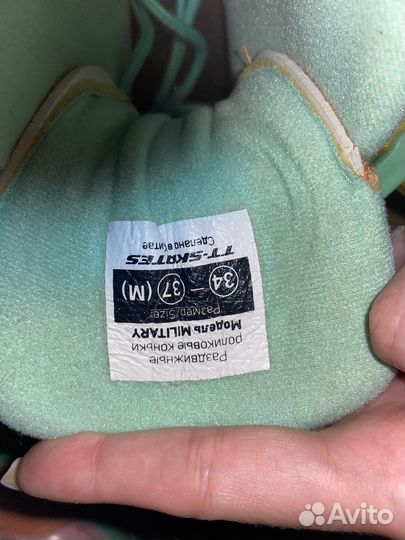 Раздвижные
роликовые коньки
Модель MILITARY
Размер/Size:
34 – 37 (M)
TT-SKATES
Сделано в Китае
Avito